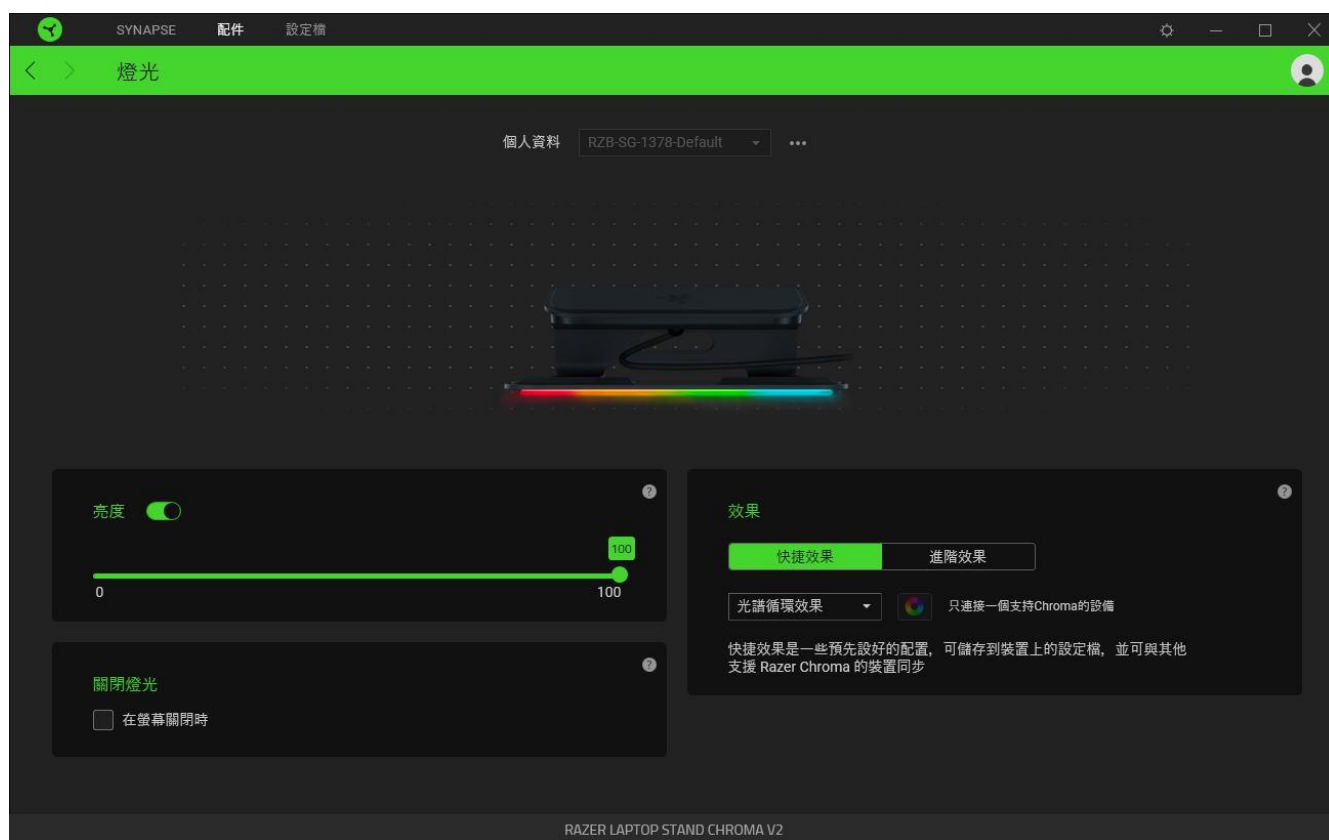 SYNAPSE 配件 設定檔
燈光
個人資料 RZB-SG-1378-Default
亮度
100
0 100
關閉燈光
在螢幕關閉時
效果
快捷效果 進階效果
光譜循環效果 只連接一個支持Chroma的設備
快捷效果是一些預先設好的配置，可儲存到裝置上的設定檔，並可與其他
支援 Razer Chroma 的裝置同步
RAZER LAPTOP STAND CHROMA V2